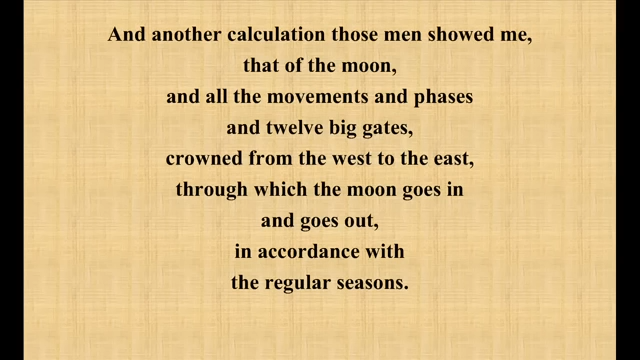 And another calculation those men showed me,
that of the moon,
and all the movements and phases
and twelve big gates,
crowned from the west to the east,
through which the moon goes in
and goes out,
in accordance with
the regular seasons.